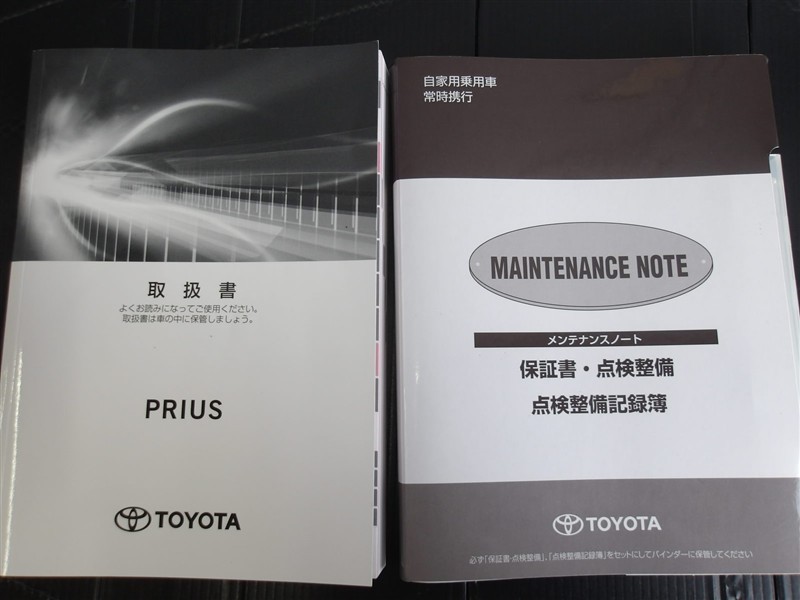 取扱書
よくお読みになってご使用ください。
取扱書は車の中に保管しましょう。
PRIUS
TOYOTA
自家用乗用車
常時携行
MAINTENANCE NOTE
メンテナンスノート
保証書・点検整備
点検整備記録簿
TOYOTA
必ず「保証書・点検整備」、「点検整備記録簿」をセットにしてバインダーに保管してください